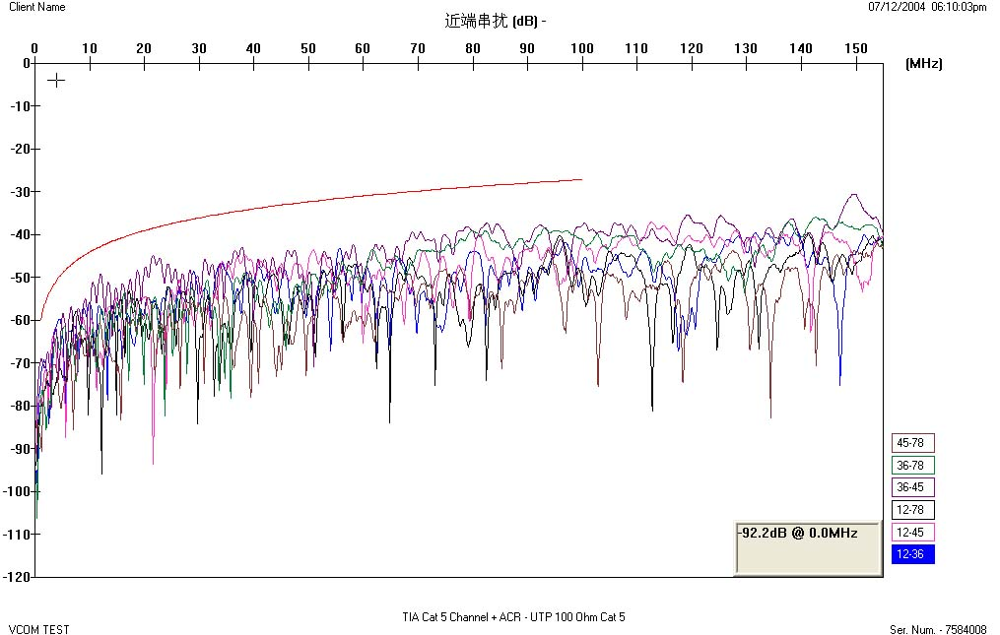 Client Name
07/12/2004 06:10:03pm
近端串扰 (dB) -
0 10 20 30 40 50 60 70 80 90 100 110 120 130 140 150
(MHz)
0
-10
-20
-30
-40
-50
-60
-70
-80
-90
-100
-110
-120
45-78
36-78
36-45
12-78
12-45
12-36
-92.2dB @ 0.0MHz
TIA Cat 5 Channel + ACR - UTP 100 Ohm Cat 5
VCOM TEST
Ser. Num. - 7584008